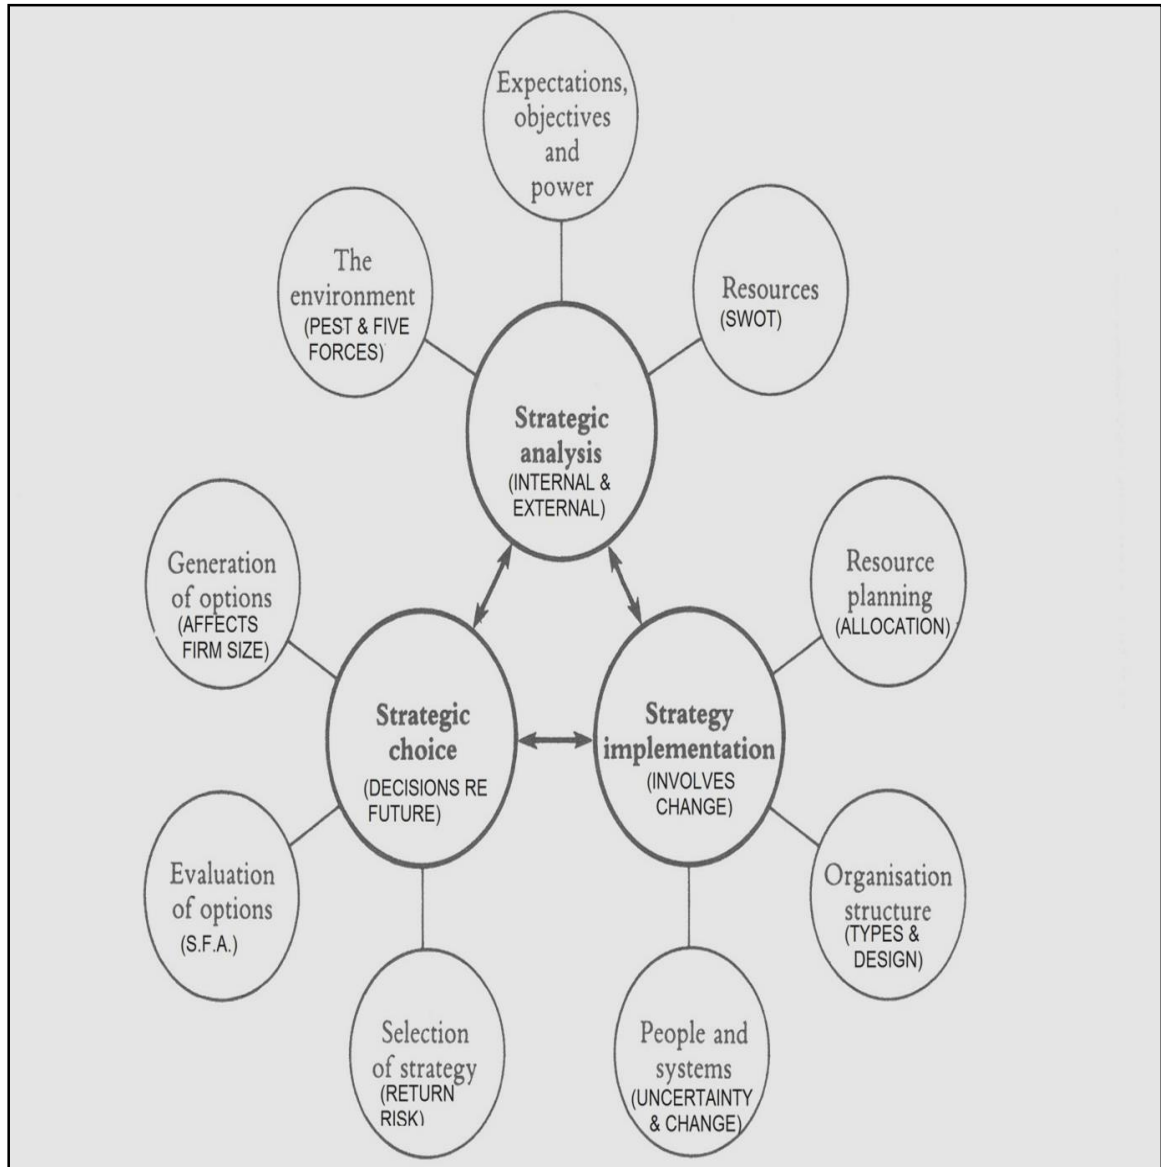 Expectations,
objectives
and
power
The
environment
(PEST & FIVE
FORCES)
Resources
(SWOT)
Strategic
analysis
(INTERNAL &
EXTERNAL)
Generation
of options
(AFFECTS
FIRM SIZE)
Resource
planning
(ALLOCATION)
Strategic
choice
(DECISIONS RE
FUTURE)
Strategy
implementation
(INVOLVES
CHANGE)
Evaluation
of options
(S.F.A.)
Organisation
structure
(TYPES &
DESIGN)
Selection
of strategy
(RETURN
RISK)
People and
systems
(UNCERTAINTY
& CHANGE)